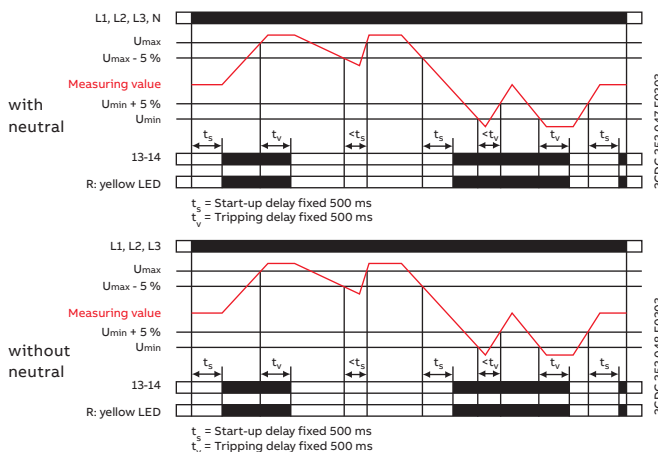 L1, L2, L3, N
Umax
Umax - 5 %
Measuring value
Umin + 5 %
Umin
with
neutral
ts tv <ts ts <tv tv ts
13-14
R: yellow LED
ts = Start-up delay fixed 500 ms
tv = Tripping delay fixed 500 ms
L1, L2, L3
Umax
Umax - 5 %
Measuring value
Umin + 5 %
Umin
without
neutral
ts tv <ts ts <tv tv ts
13-14
R: yellow LED
ts = Start-up delay fixed 500 ms
tv = Tripping delay fixed 500 ms